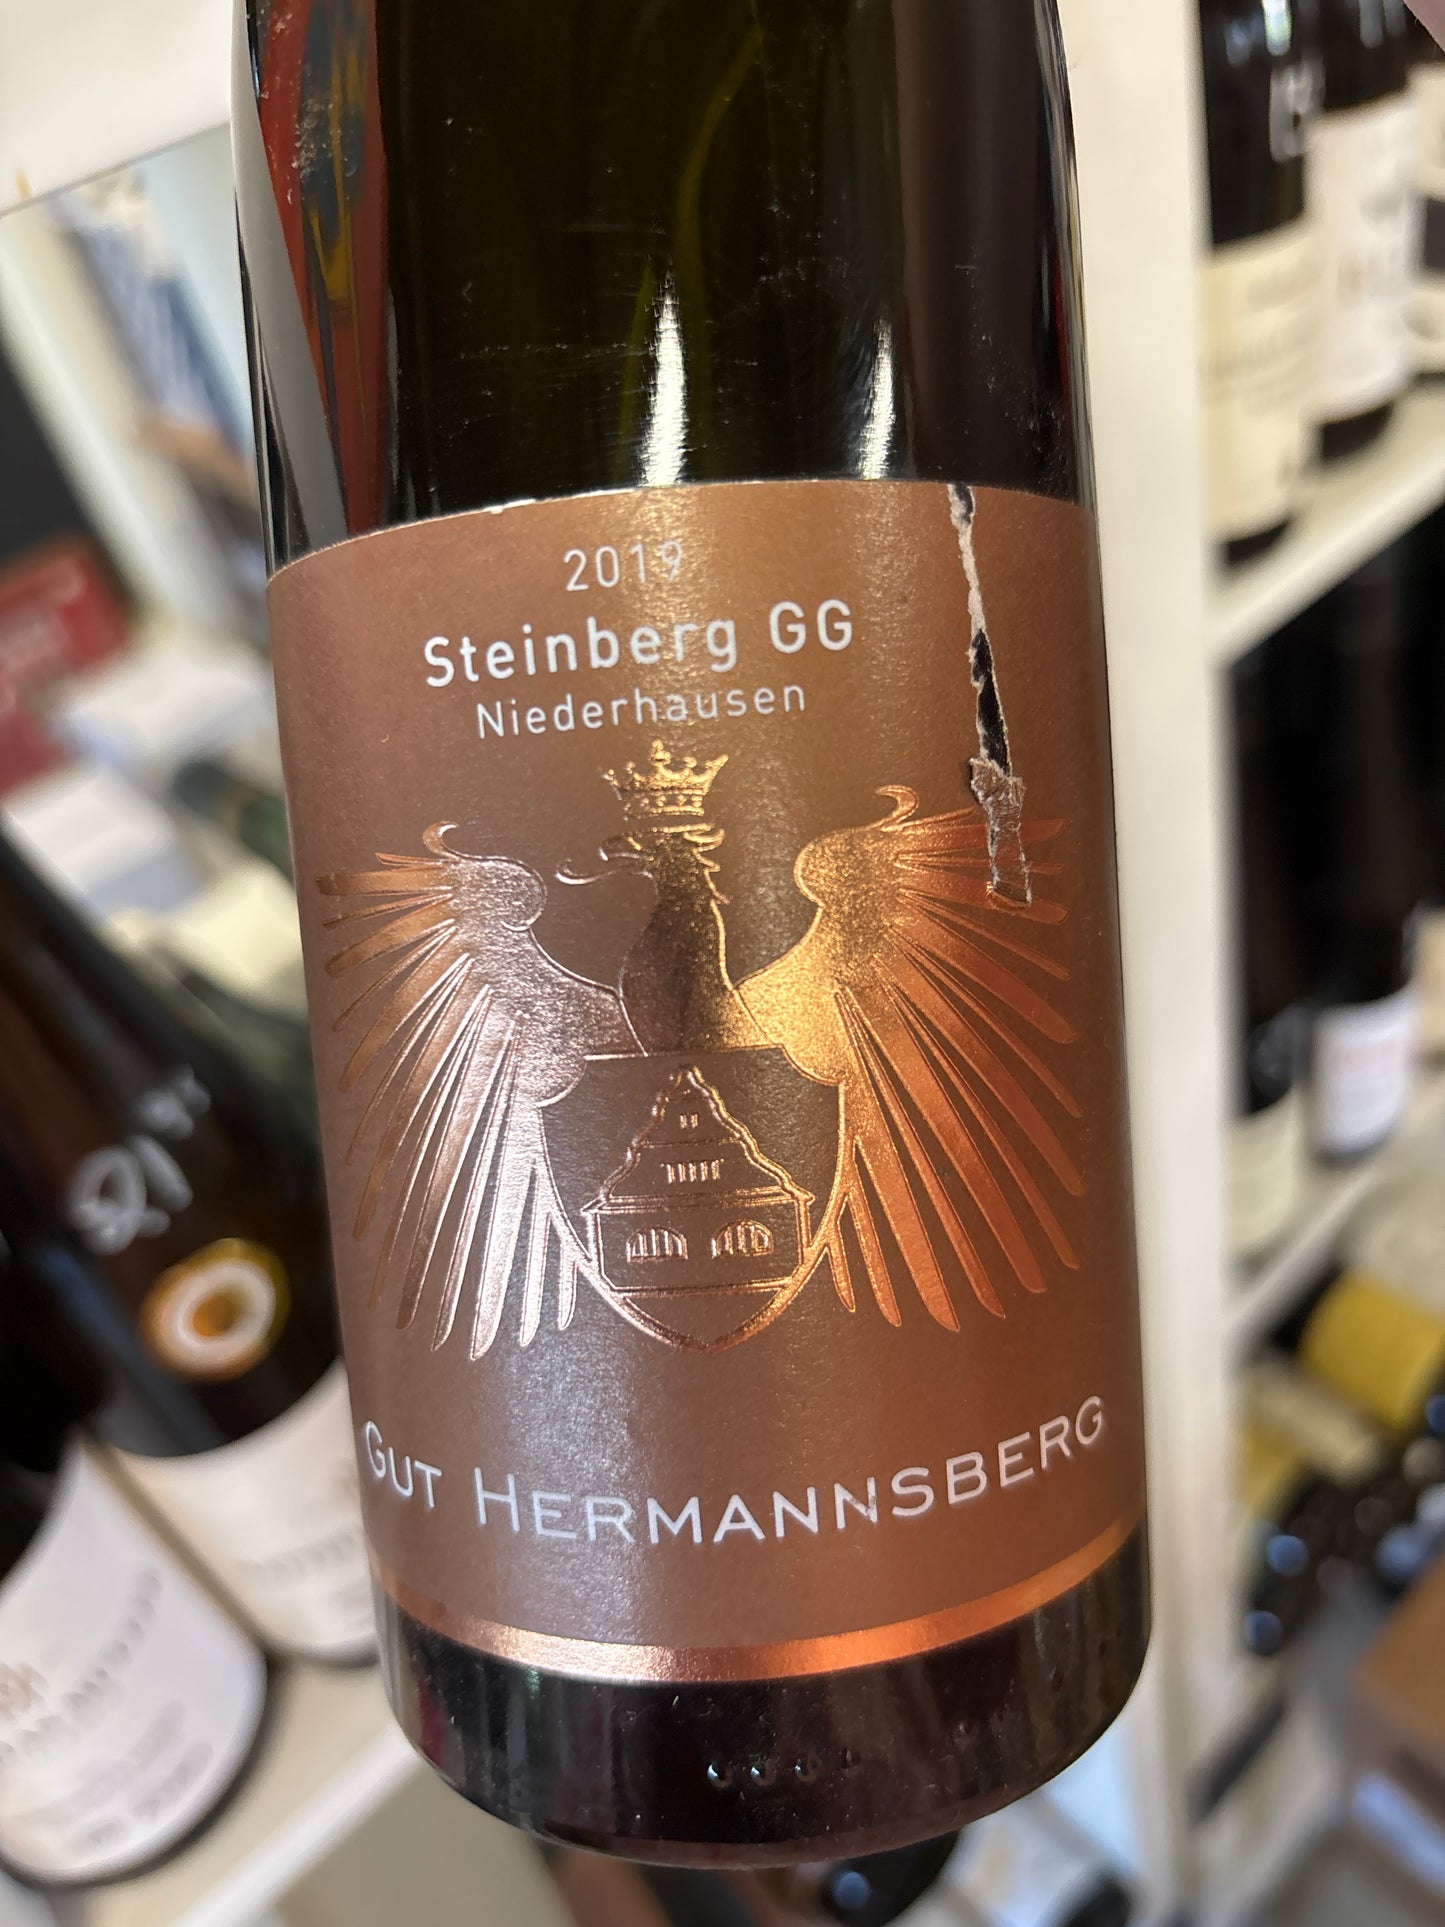 2019
Steinberg GG
Niederhausen
GUT HERMANNSBERG